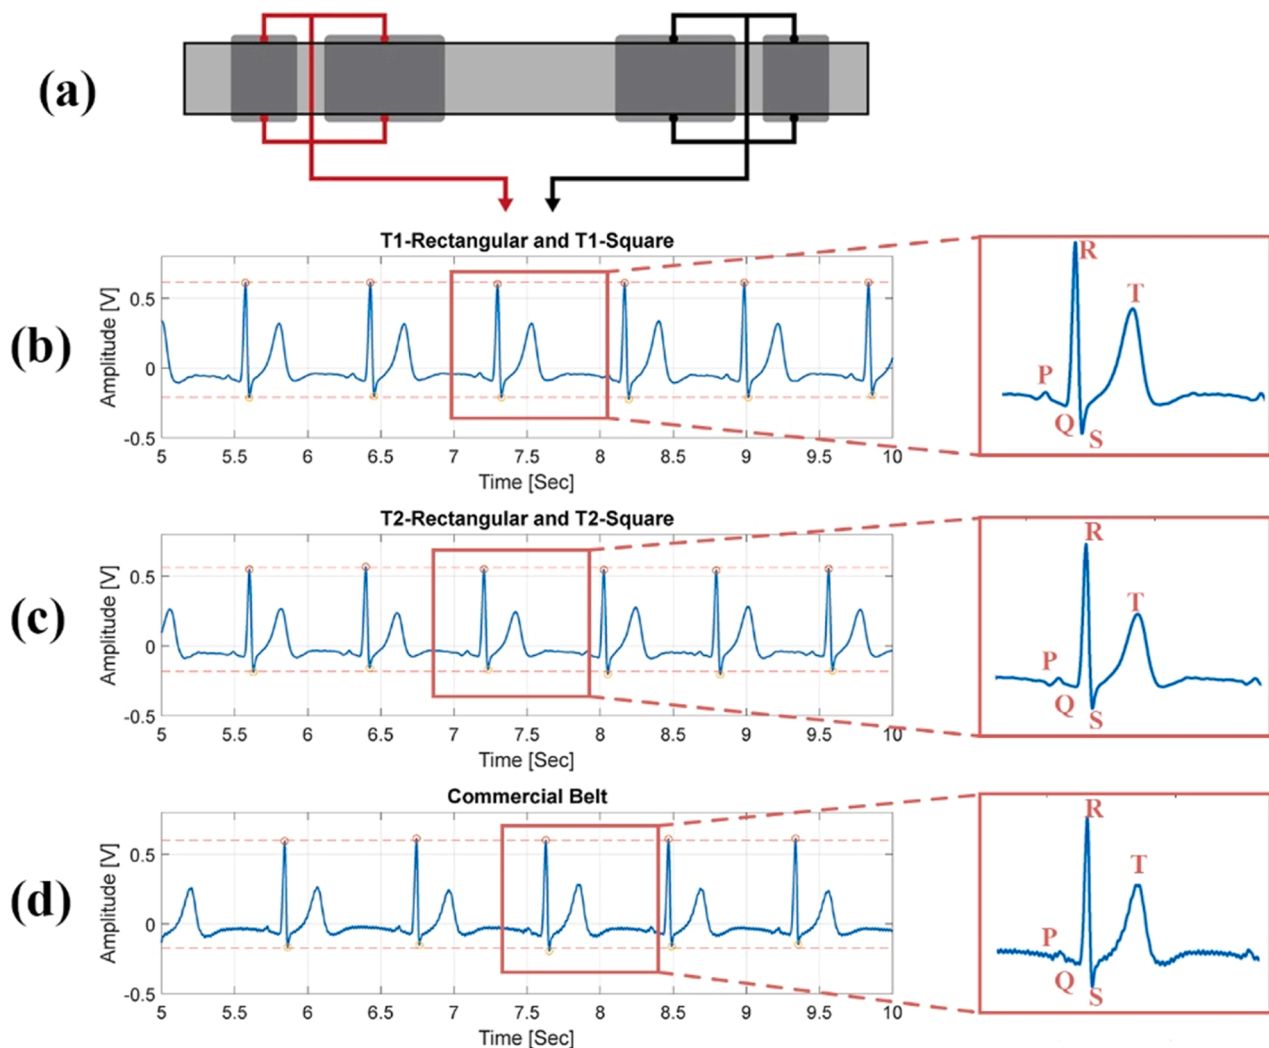 (a)
T1-Rectangular and T1-Square
(b)
Amplitude [V]
0.5
0
-0.5
5 5.5 6 6.5 7 7.5 8 8.5 9 9.5 10
Time [Sec]
R
T
P
Q
S
T2-Rectangular and T2-Square
(c)
Amplitude [V]
0.5
0
-0.5
5 5.5 6 6.5 7 7.5 8 8.5 9 9.5 10
Time [Sec]
R
T
P
Q
S
Commercial Belt
(d)
Amplitude [V]
0.5
0
-0.5
5 5.5 6 6.5 7 7.5 8 8.5 9 9.5 10
Time [Sec]
R
T
P
Q
S